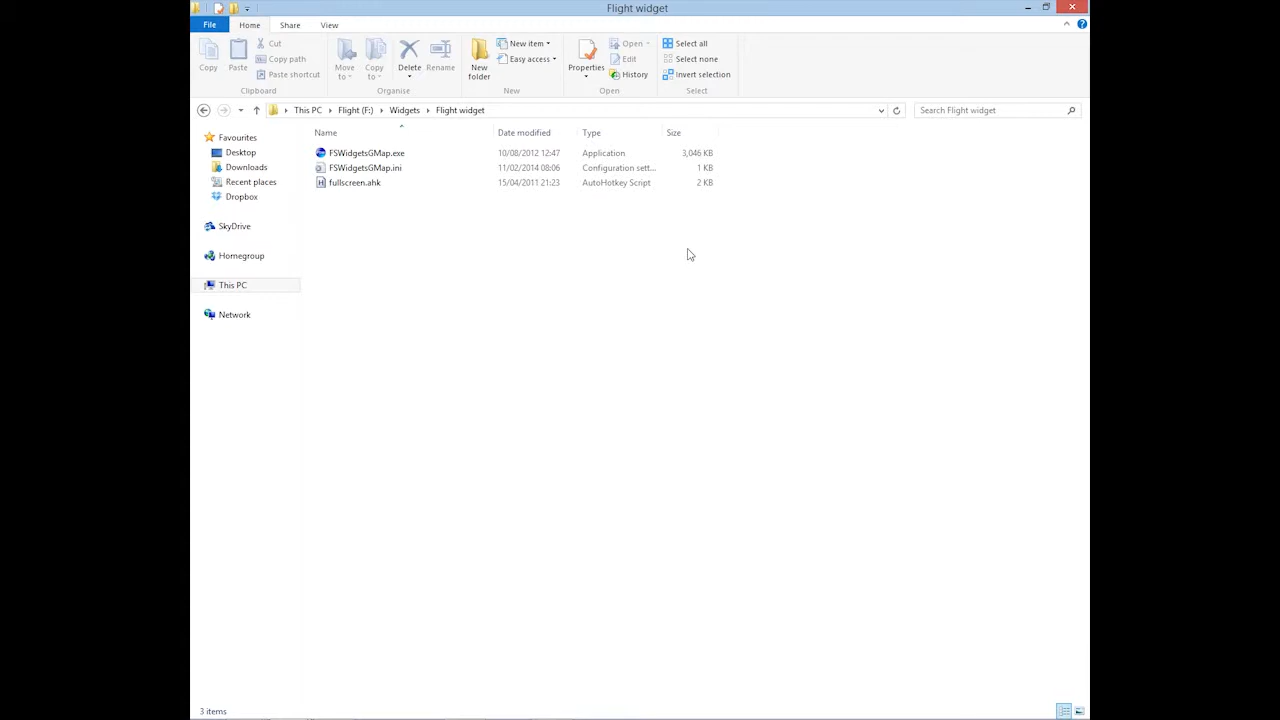 Flight widget
File Home Share View
Copy Paste Cut Copy path Paste shortcut Move to Copy to Delete Rename New folder New item Easy access Properties Open Edit History Select all Select none Invert selection
Clipboard Organise New Open Select
This PC Flight (F:) Widgets Flight widget Search Flight widget
Favourites
Desktop
Downloads
Recent places
Dropbox
SkyDrive
Homegroup
This PC
Network
Name Date modified Type Size
FSWidgetsGMap.exe 10/08/2012 12:47 Application 3,046 KB
FSWidgetsGMap.ini 11/02/2014 08:06 Configuration sett... 1 KB
fullscreen.ahk 15/04/2011 21:23 AutoHotkey Script 2 KB
3 items